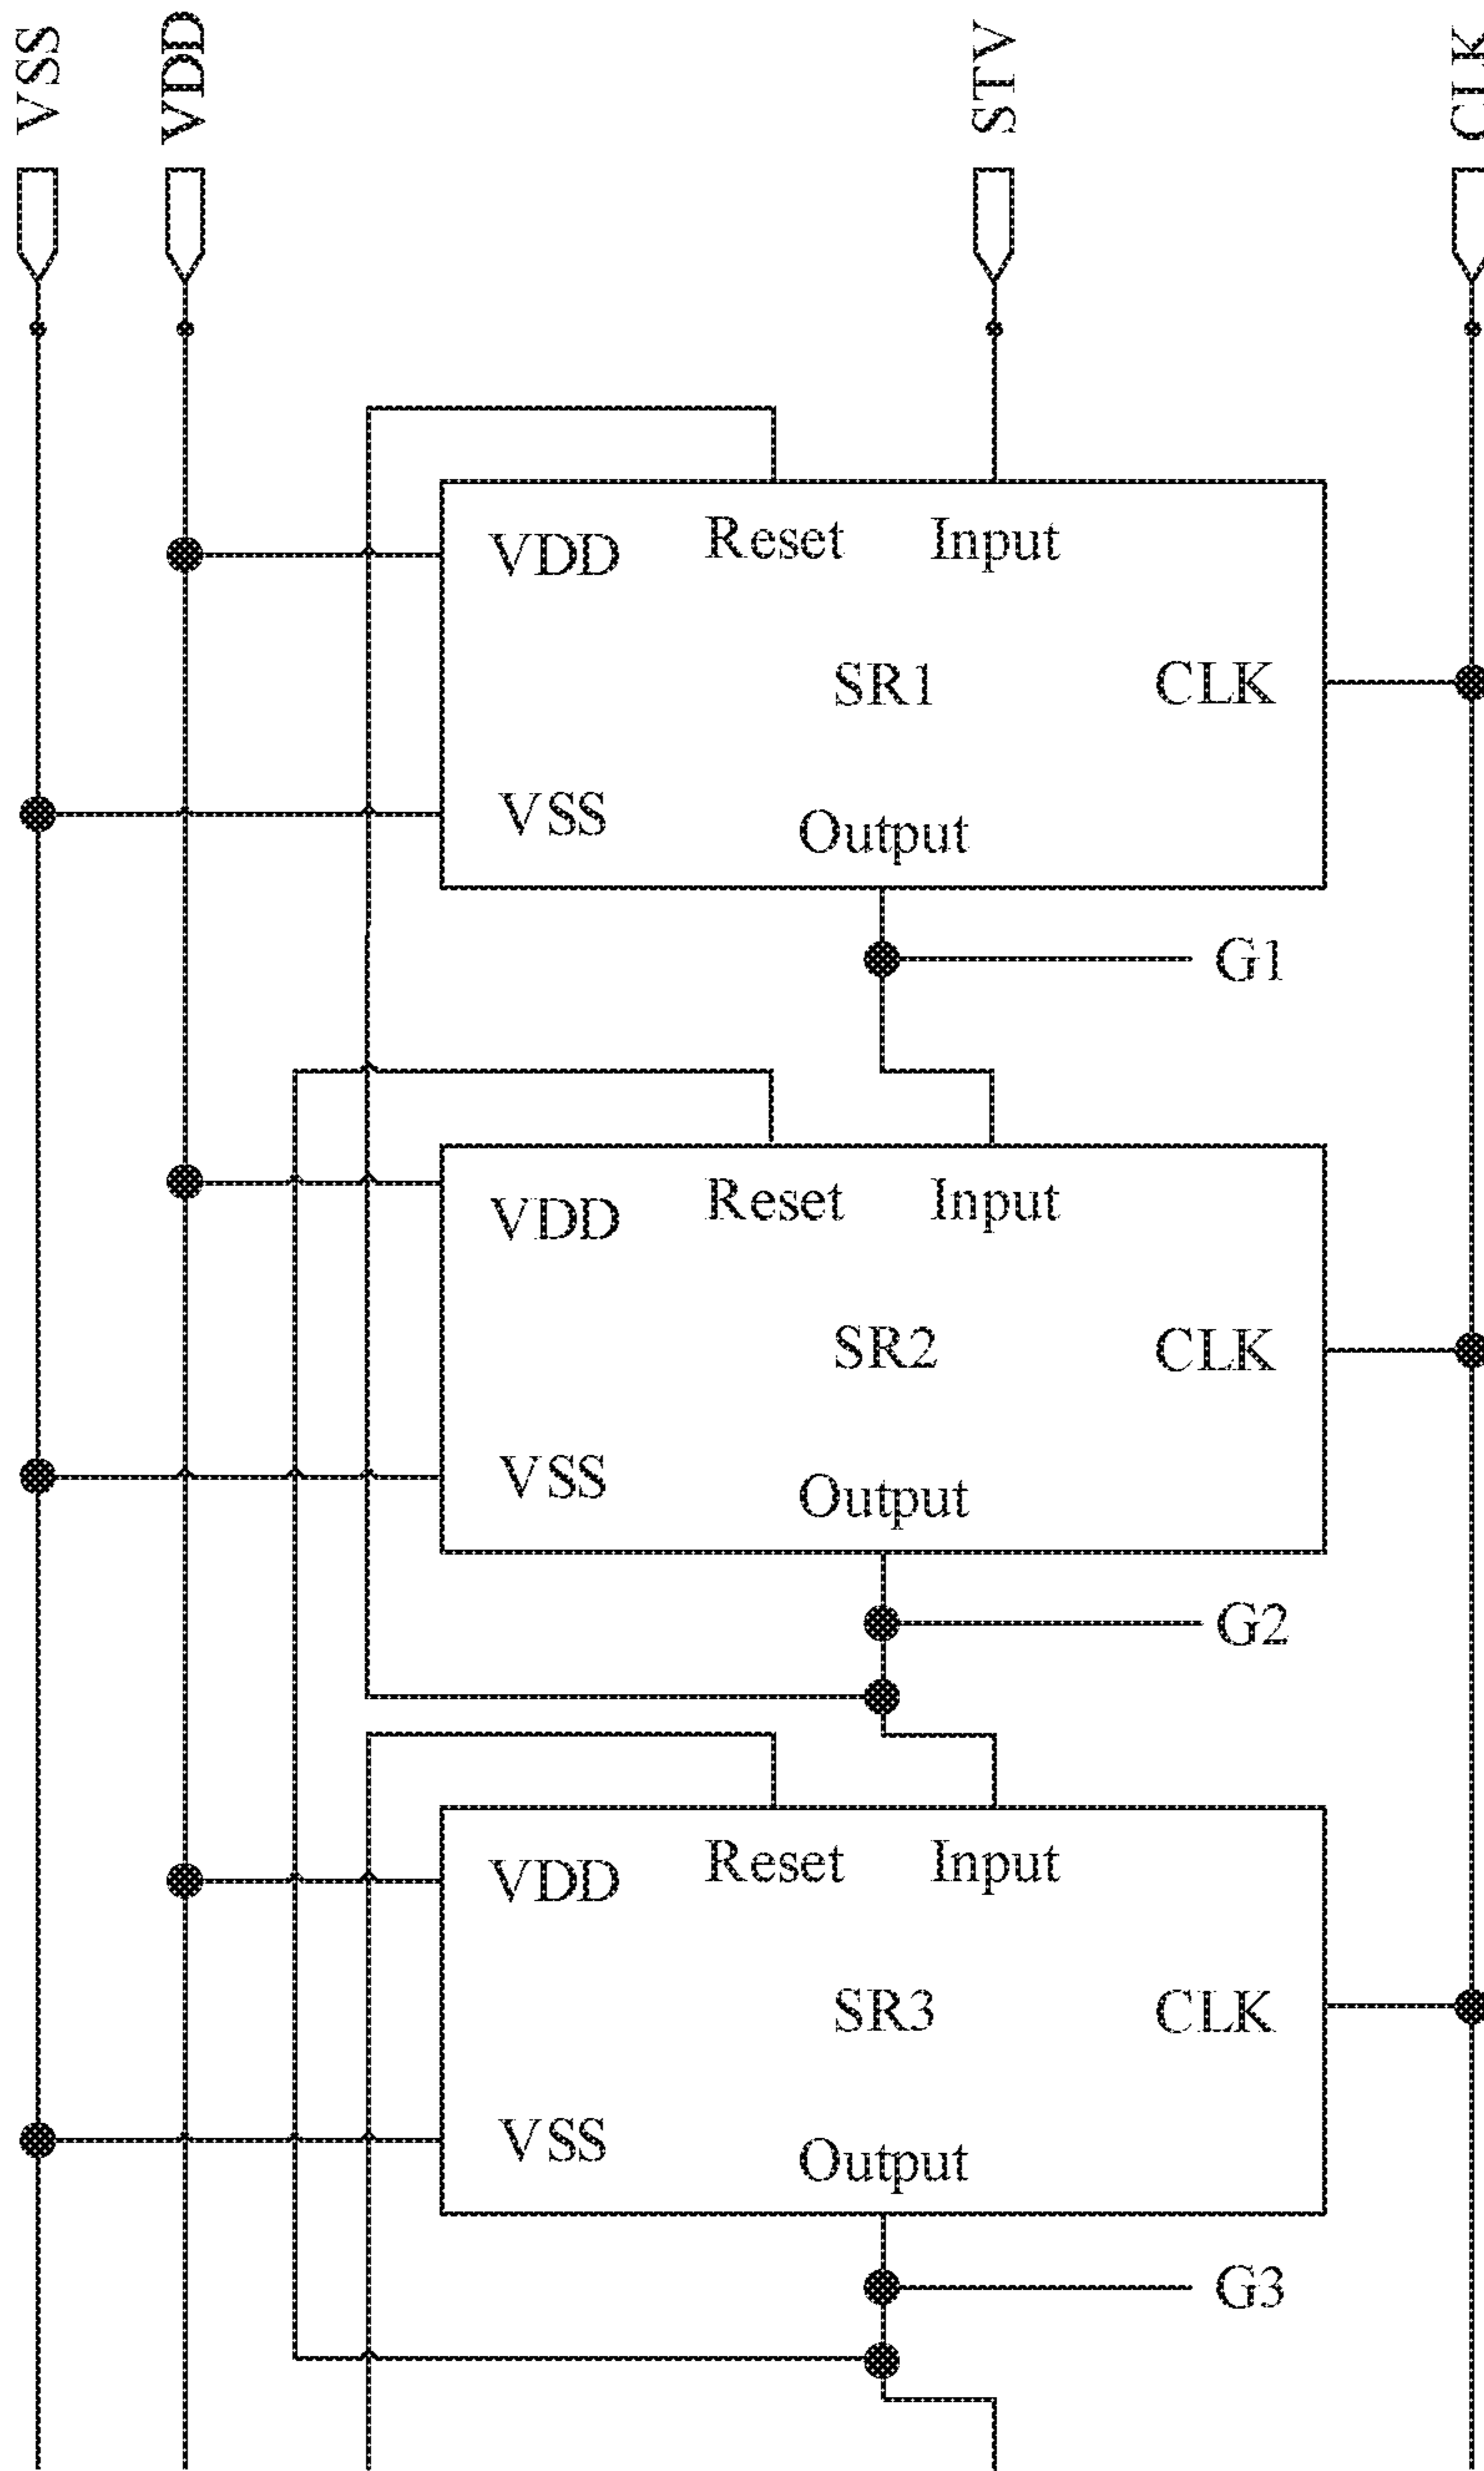 VSS
VDD
STV
CLK
Reset Input
VDD
SR1 CLK
VSS
Output
G1
Reset Input
VDD
SR2 CLK
VSS
Output
G2
Reset Input
VDD
SR3 CLK
VSS
Output
G3